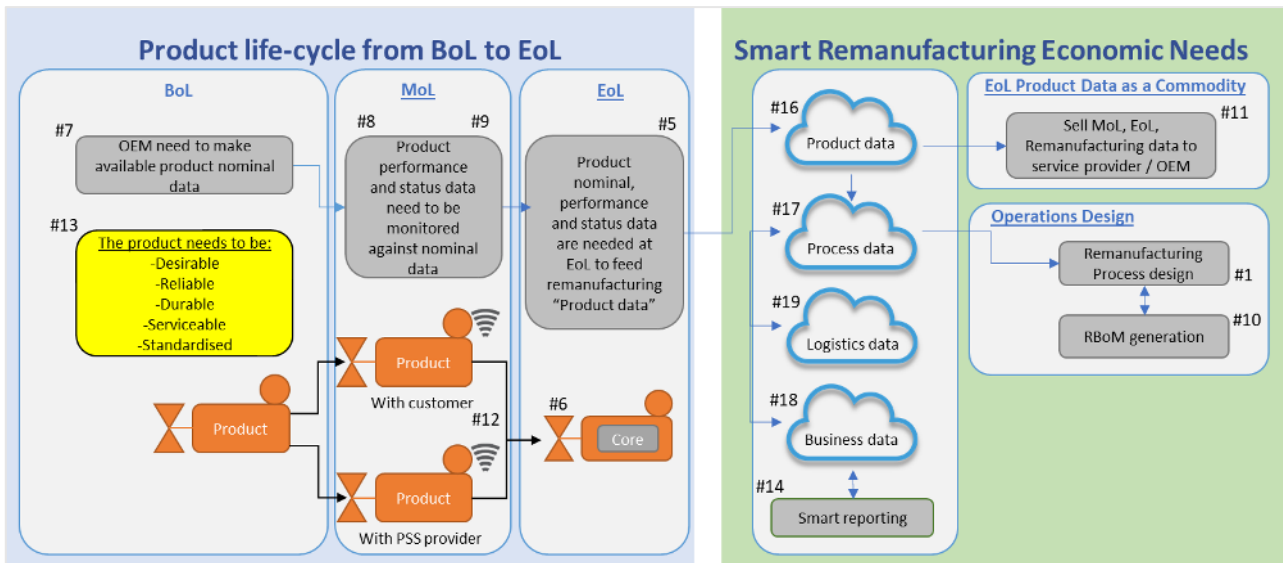 Product life-cycle from BoL to EoL
BoL
#7
OEM need to make
available product nominal
data
#13
The product needs to be:
-Desirable
-Reliable
-Durable
-Serviceable
-Standardised
Product
MoL
#8
#9
Product
performance
and status data
need to be
monitored
against nominal
data
Product
With customer
#12
Product
With PSS provider
EoL
#5
Product
nominal,
performance
and status data
are needed at
EoL to feed
remanufacturing
“Product data”
#6
Core
Smart Remanufacturing Economic Needs
#16
Product data
#17
Process data
#19
Logistics data
#18
Business data
#14
Smart reporting
EoL Product Data as a Commodity
#11
Sell MoL, EoL,
Remanufacturing data to
service provider / OEM
Operations Design
Remanufacturing
Process design
#1
#10
RBoM generation